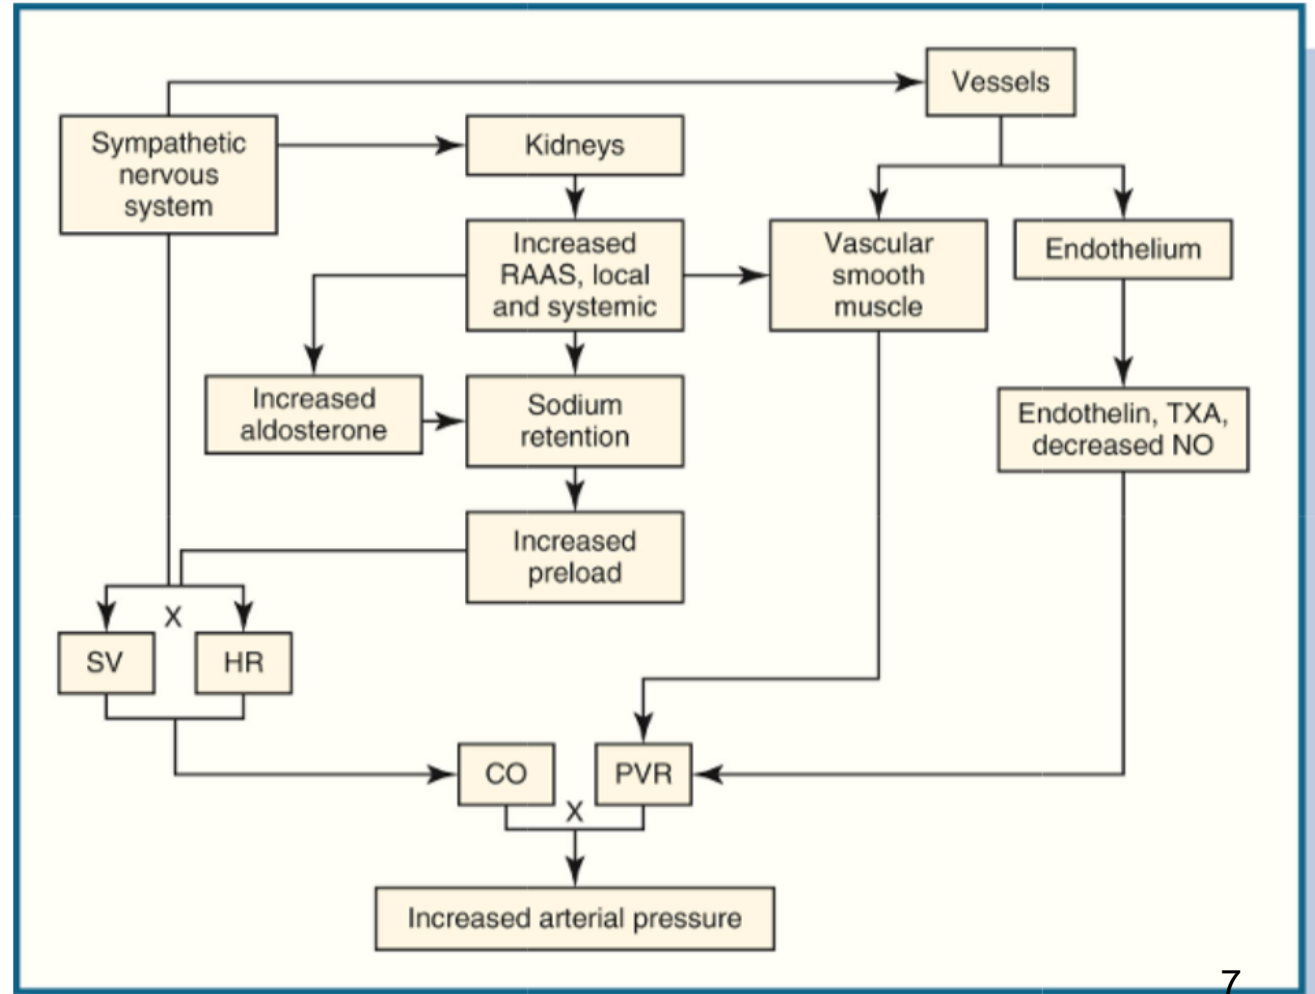 Vessels
Sympathetic
nervous
system
Kidneys
Increased
RAAS, local
and systemic
Vascular
smooth
muscle
Endothelium
Increased
aldosterone
Sodium
retention
Endothelin, TXA,
decreased NO
Increased
preload
X
SV
HR
CO
PVR
X
Increased arterial pressure
7